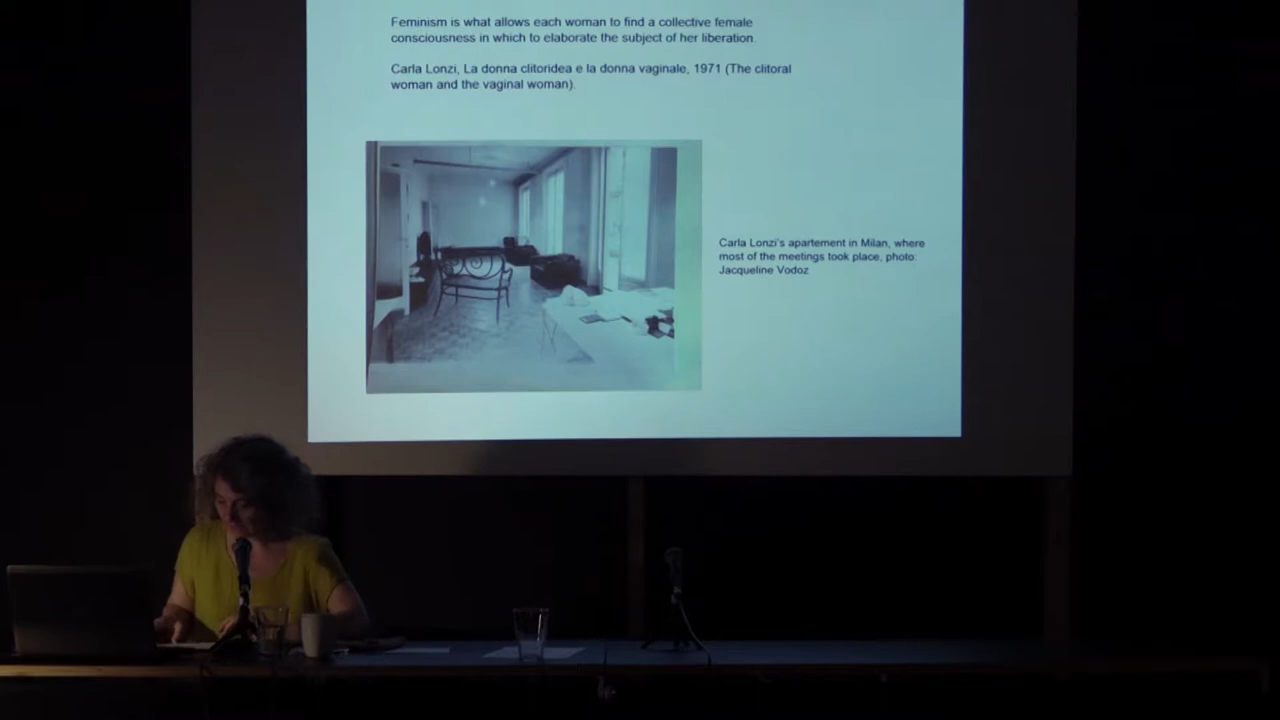 Feminism is what allows each woman to find a collective female
consciousness in which to elaborate the subject of her liberation.
Carla Lonzi, La donna clitoridea e la donna vaginale, 1971 (The clitoral
woman and the vaginal woman).
Carla Lonzi's apartement in Milan, where
most of the meetings took place, photo:
Jacqueline Vodoz